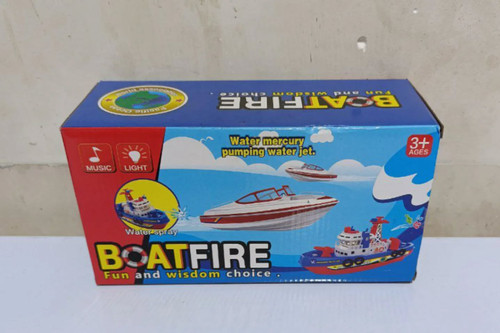 BOATFIRE
Fun and wisdom choice .
Water mercury
pumping water jet.
3+
AGES
MUSIC
LIGHT
Water spray
BOATFIRE
Fun and wisdom choice .